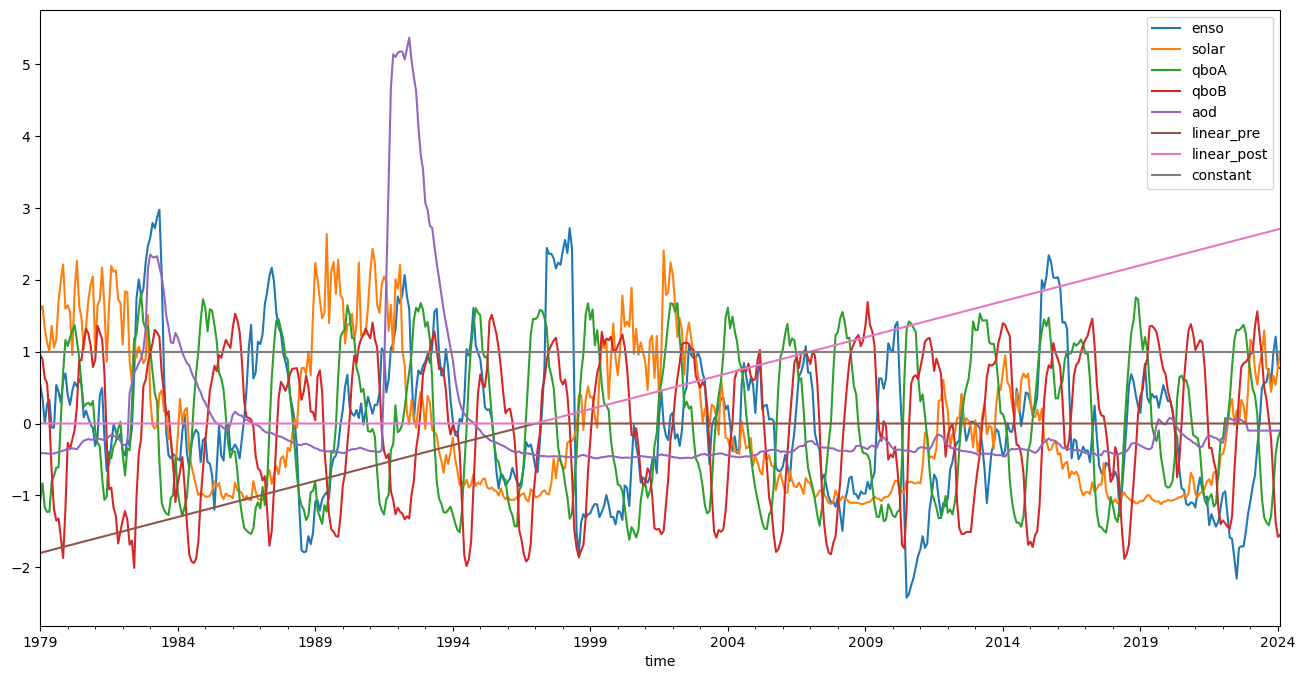 5
4
3
2
1
0
−1
−2
enso
solar
qboA
qboB
aod
linear_pre
linear_post
constant
1979 1984 1989 1994 1999 2004 2009 2014 2019 2024
time